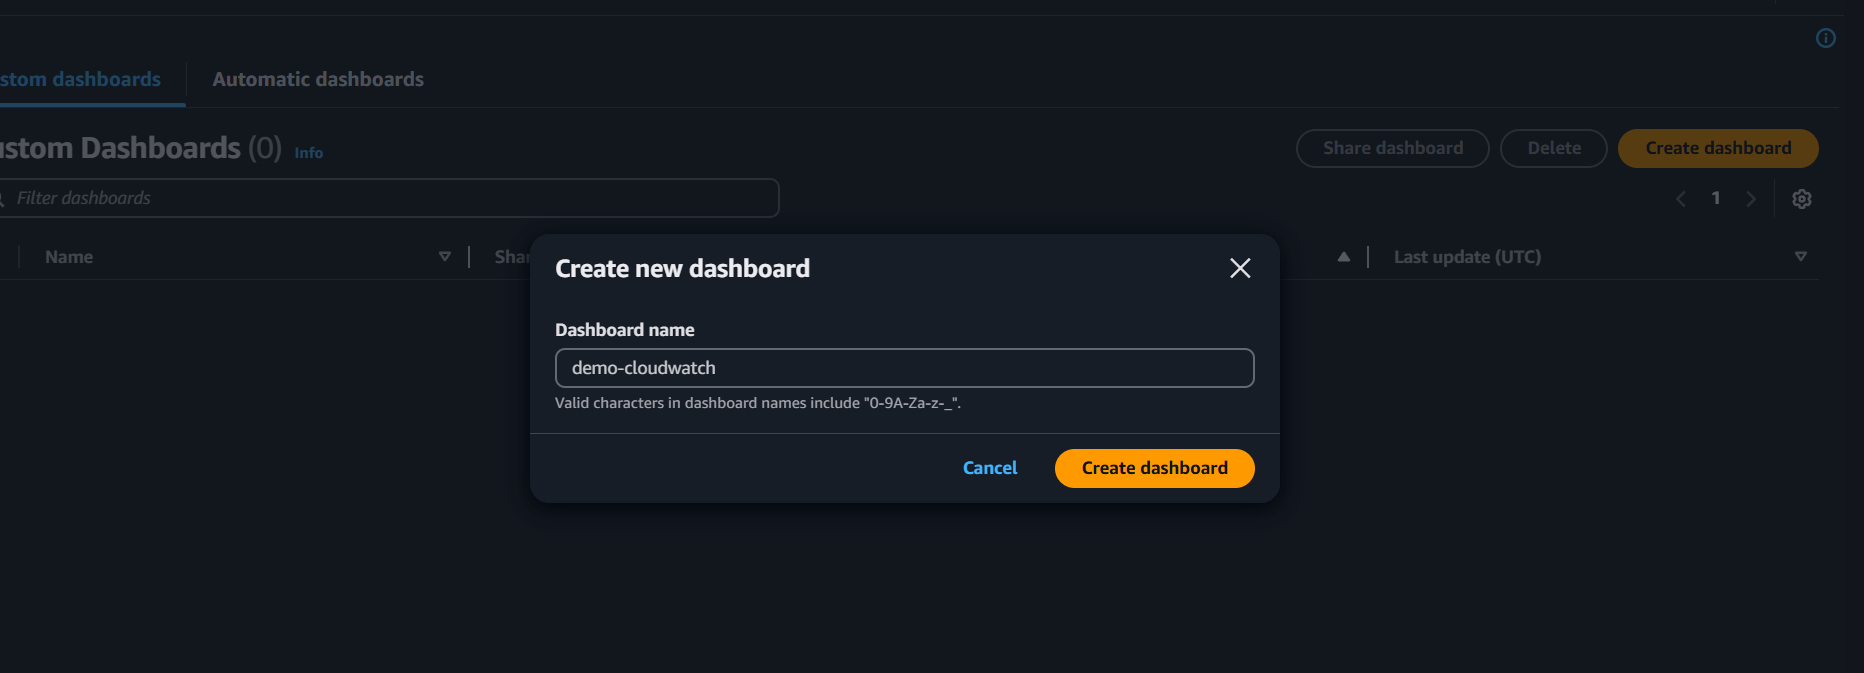 stom dashboards
Automatic dashboards
ustom Dashboards (0) Info
Share dashboard
Delete
Create dashboard
Filter dashboards
1
Name
Shar
Last update (UTC)
Create new dashboard
Dashboard name
demo-cloudwatch
Valid characters in dashboard names include "0-9A-Za-z-_".
Cancel
Create dashboard